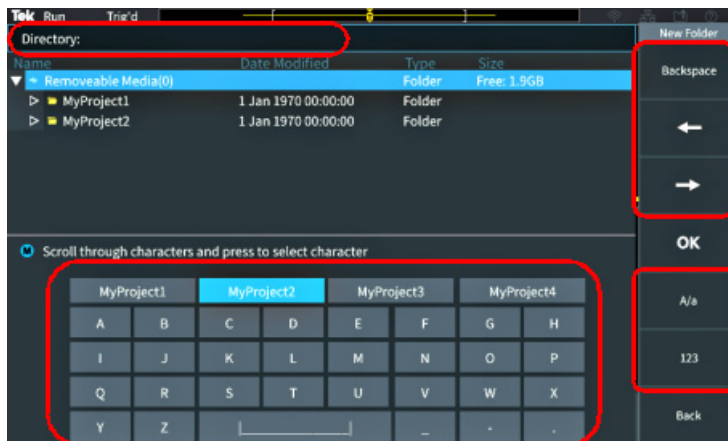 Tek Run Trig'd
Directory:
New Folder
Name Date Modified Type Size
Removeable Media(0) Folder Free: 1.9GB
MyProject1 1 Jan 1970 00:00:00 Folder
MyProject2 1 Jan 1970 00:00:00 Folder
Backspace
OK
M Scroll through characters and press to select character
MyProject1 MyProject2 MyProject3 MyProject4
A B C D E F G H
I J K L M N O P
Q R S T U V W X
Y Z _ - .
A/a
123
Back